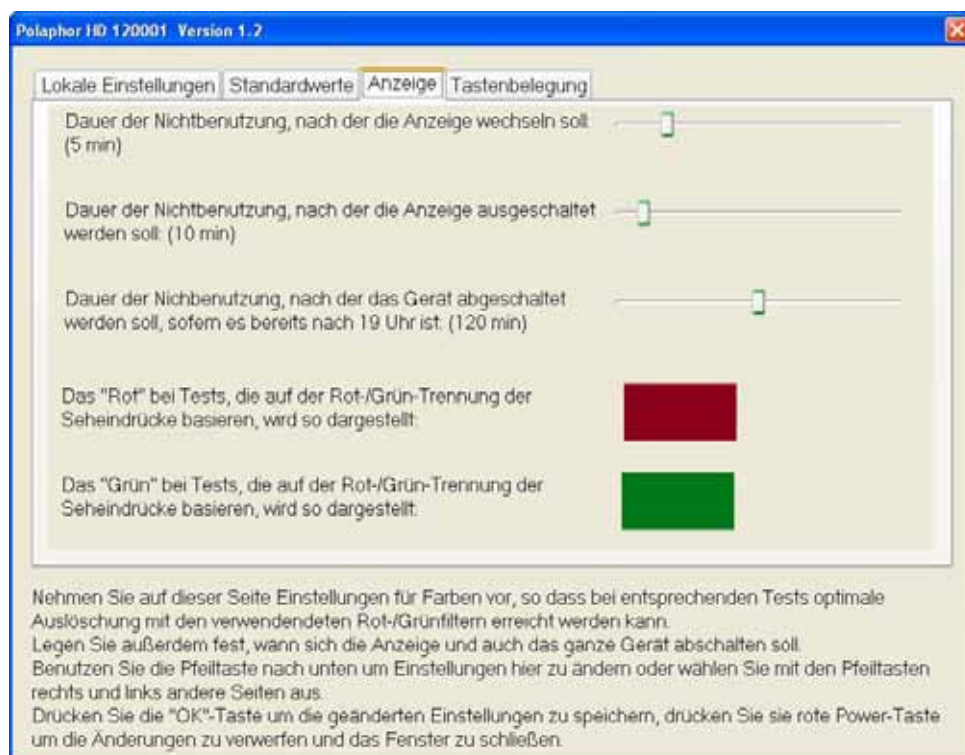 Polaphor HD 120001 Version 1.2
Lokale Einstellungen Standardwerte Anzeige Tastenbelegung
Dauer der Nichtbenutzung, nach der die Anzeige wechseln soll:
(5 min)
Dauer der Nichtbenutzung, nach der die Anzeige ausgeschaltet
werden soll: (10 min)
Dauer der Nichbenutzung, nach der das Gerät abgeschaltet
werden soll, sofern es bereits nach 19 Uhr ist: (120 min)
Das "Rot" bei Tests, die auf der Rot-/Grün-Trennung der
Seheindrücke basieren, wird so dargestellt:
Das "Grün" bei Tests, die auf der Rot-/Grün-Trennung der
Seheindrücke basieren, wird so dargestellt:
Nehmen Sie auf dieser Seite Einstellungen für Farben vor, so dass bei entsprechenden Tests optimale
Auslöschung mit den verwendendeten Rot-/Grünfiltern erreicht werden kann.
Legen Sie außerdem fest, wann sich die Anzeige und auch das ganze Gerät abschalten soll.
Benutzen Sie die Pfeiltaste nach unten um Einstellungen hier zu ändern oder wählen Sie mit den Pfeiltasten
rechts und links andere Seiten aus.
Drücken Sie die "OK"-Taste um die geänderten Einstellungen zu speichern, drücken Sie sie rote Power-Taste
um die Änderungen zu verwerfen und das Fenster zu schließen.